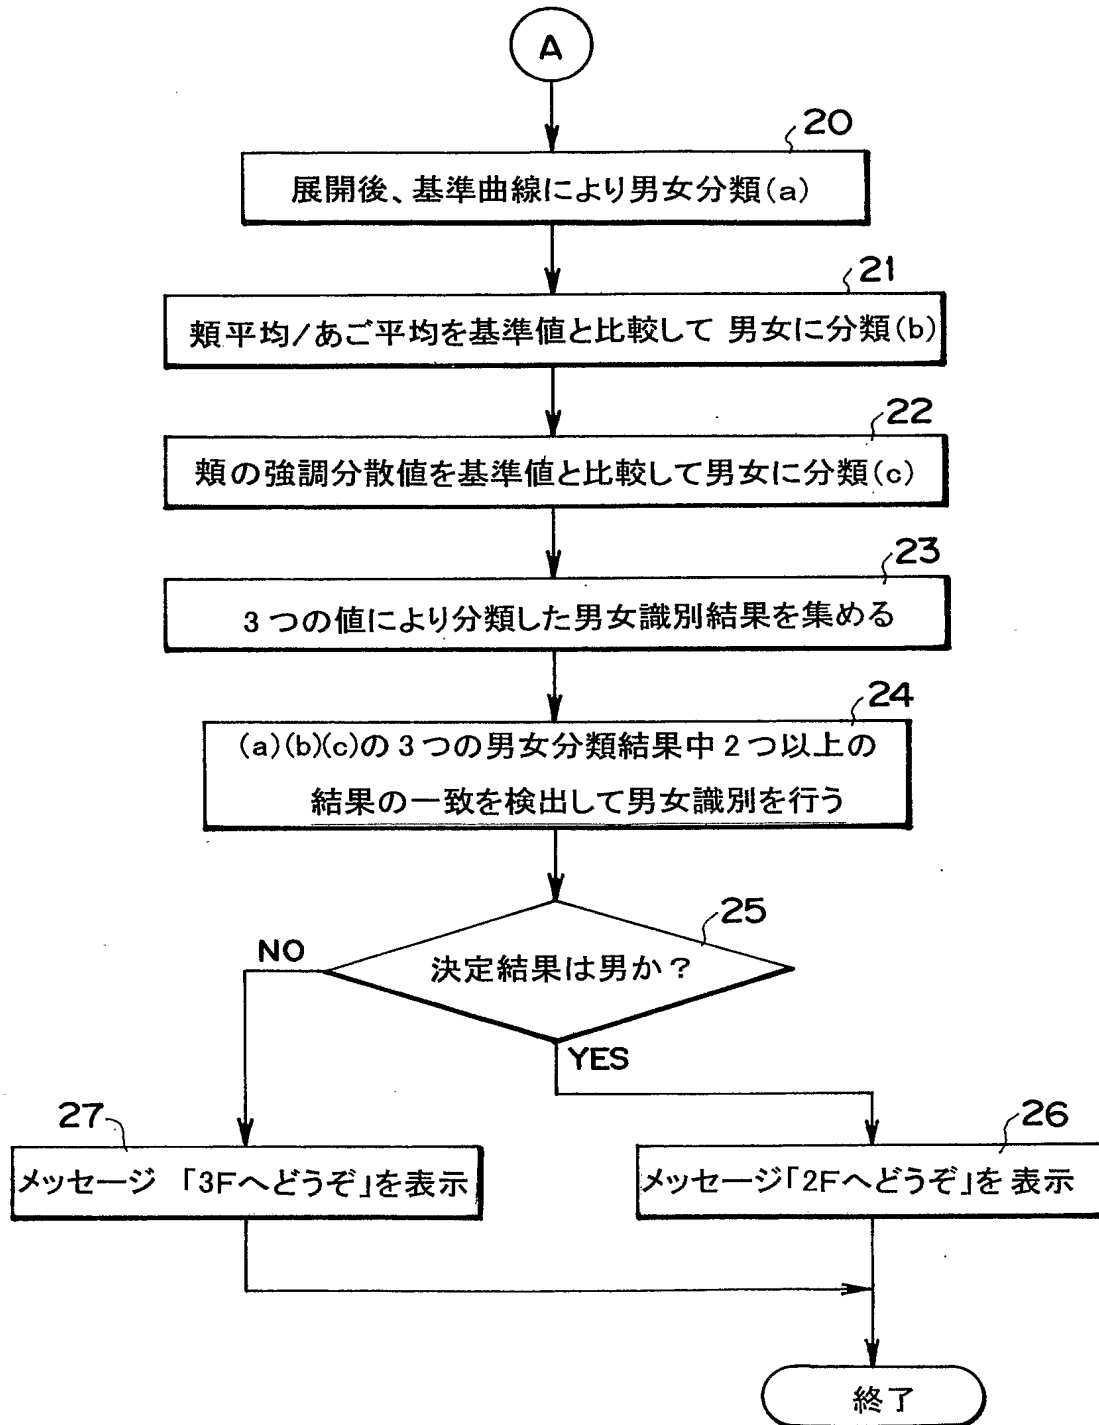 A
20
展開後、基準曲線により男女分類(a)
21
頬平均/あご平均を基準値と比較して 男女に分類(b)
22
頬の強調分散値を基準値と比較して男女に分類(c)
23
3つの値により分類した男女識別結果を集める
24
(a)(b)(c)の3つの男女分類結果中2つ以上の
結果の一致を検出して男女識別を行う
25
決定結果は男か？
NO
YES
27
メッセージ 「3Fへどうぞ」を表示
26
メッセージ「2Fへどうぞ」を 表示
終了